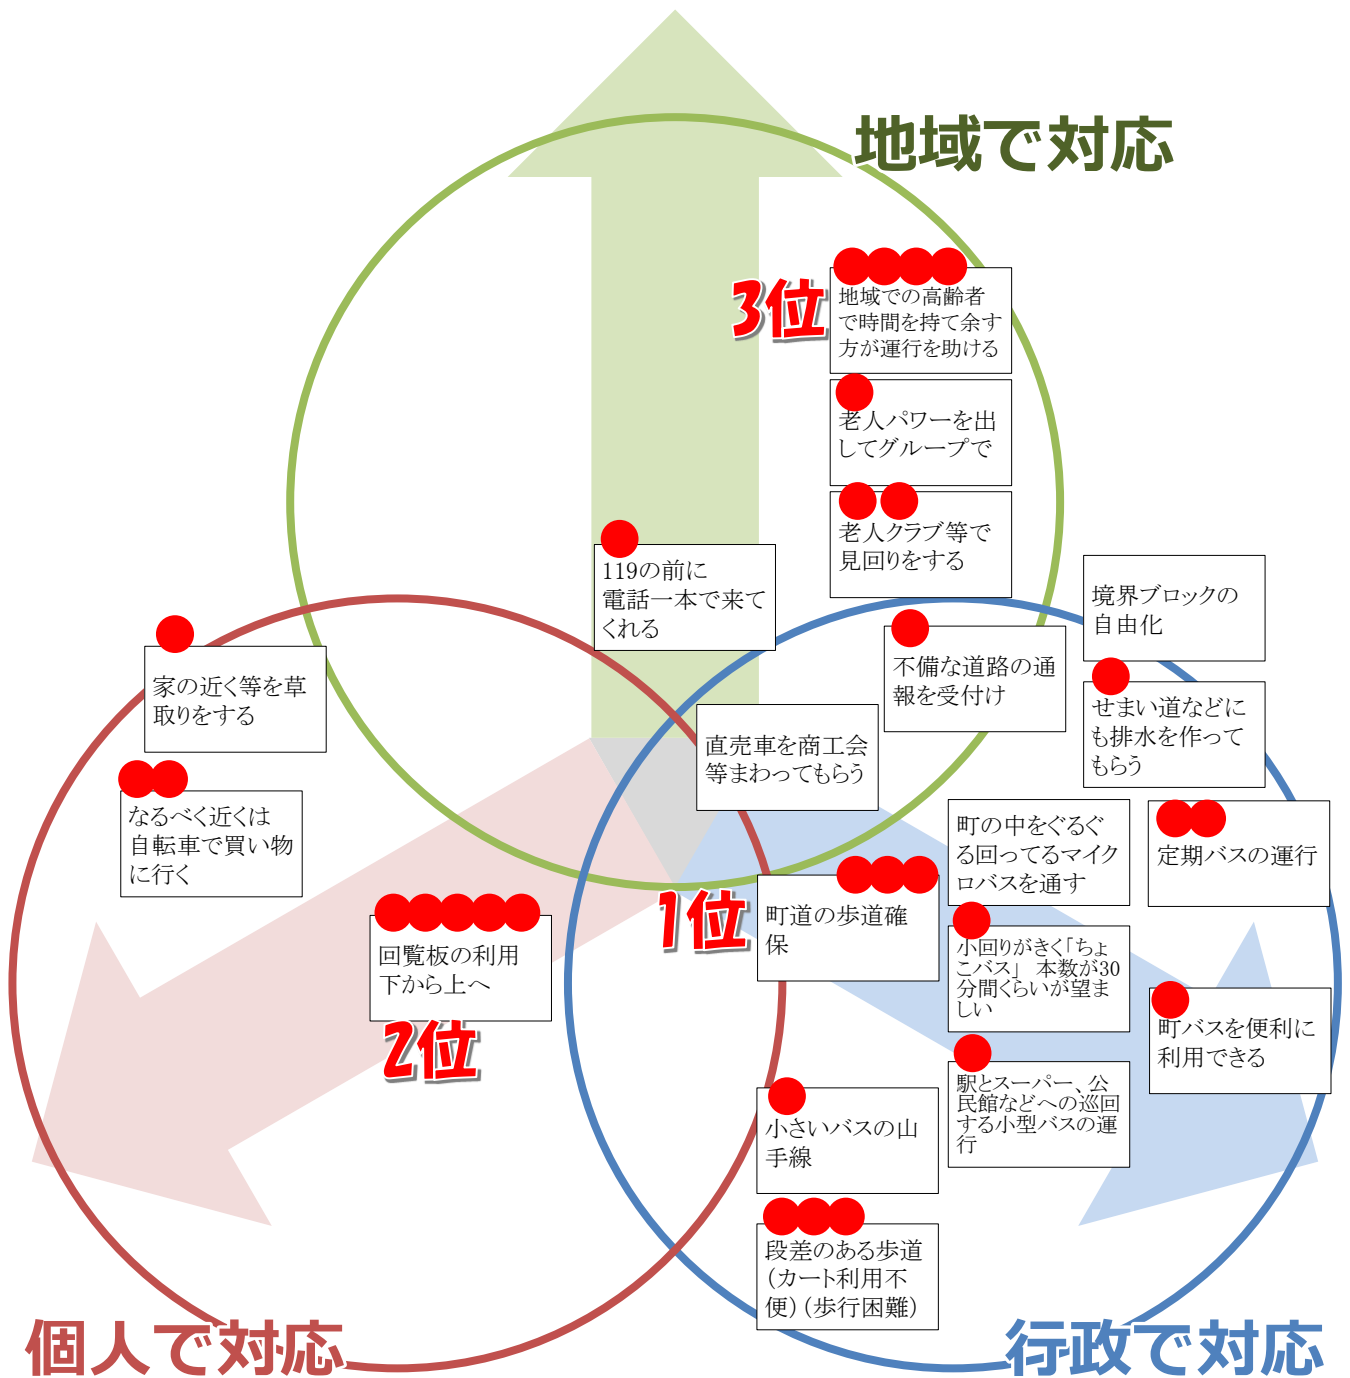 地域で対応
3位
地域での高齢者
で時間を持て余す
方が運行を助ける
老人パワーを出
してグループで
老人クラブ等で
見回りをする
119の前に
電話一本で来て
くれる
境界ブロックの
自由化
不備な道路の通
報を受付け
家の近く等を草
取りをする
せまい道などに
も排水を作って
もらう
直売車を商工会
等まわってもらう
なるべく近くは
自転車で買い物
に行く
町の中をぐるぐ
る回ってるマイク
ロバスを通す
定期バスの運行
1位
町道の歩道確
保
回覧板の利用
下から上へ
2位
小回りがきく「ちょ
こバス」 本数が30
分間くらいが望ま
しい
町バスを便利に
利用できる
駅とスーパー、公
民館などへの巡回
する小型バスの運
行
小さいバスの山
手線
段差のある歩道
(カート利用不
便)(歩行困難)
個人で対応
行政で対応